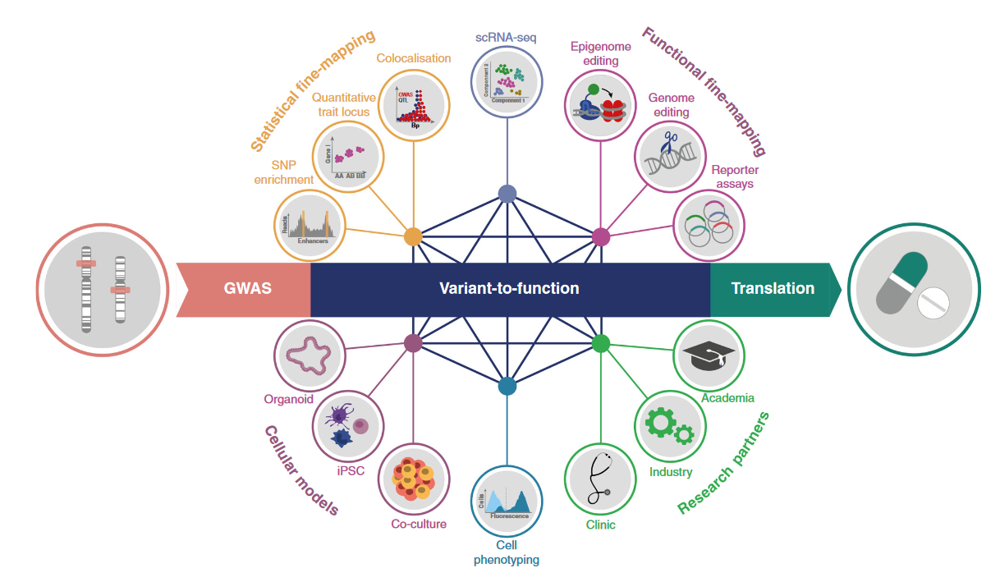 Statistical fine-mapping
Colocalisation
GWAS
QTL
Bp
Quantitative
trait locus
Gene I
AA AB BB
SNP
enrichment
Reads
Enhancers
scRNA-seq
Component 2
Component 1
Epigenome
editing
Functional fine-mapping
Genome
editing
Reporter
assays
GWAS
Variant-to-function
Translation
Organoid
iPSC
Co-culture
Cellular models
Cells
Fluorescence
Cell
phenotyping
Clinic
Industry
Academia
Research partners